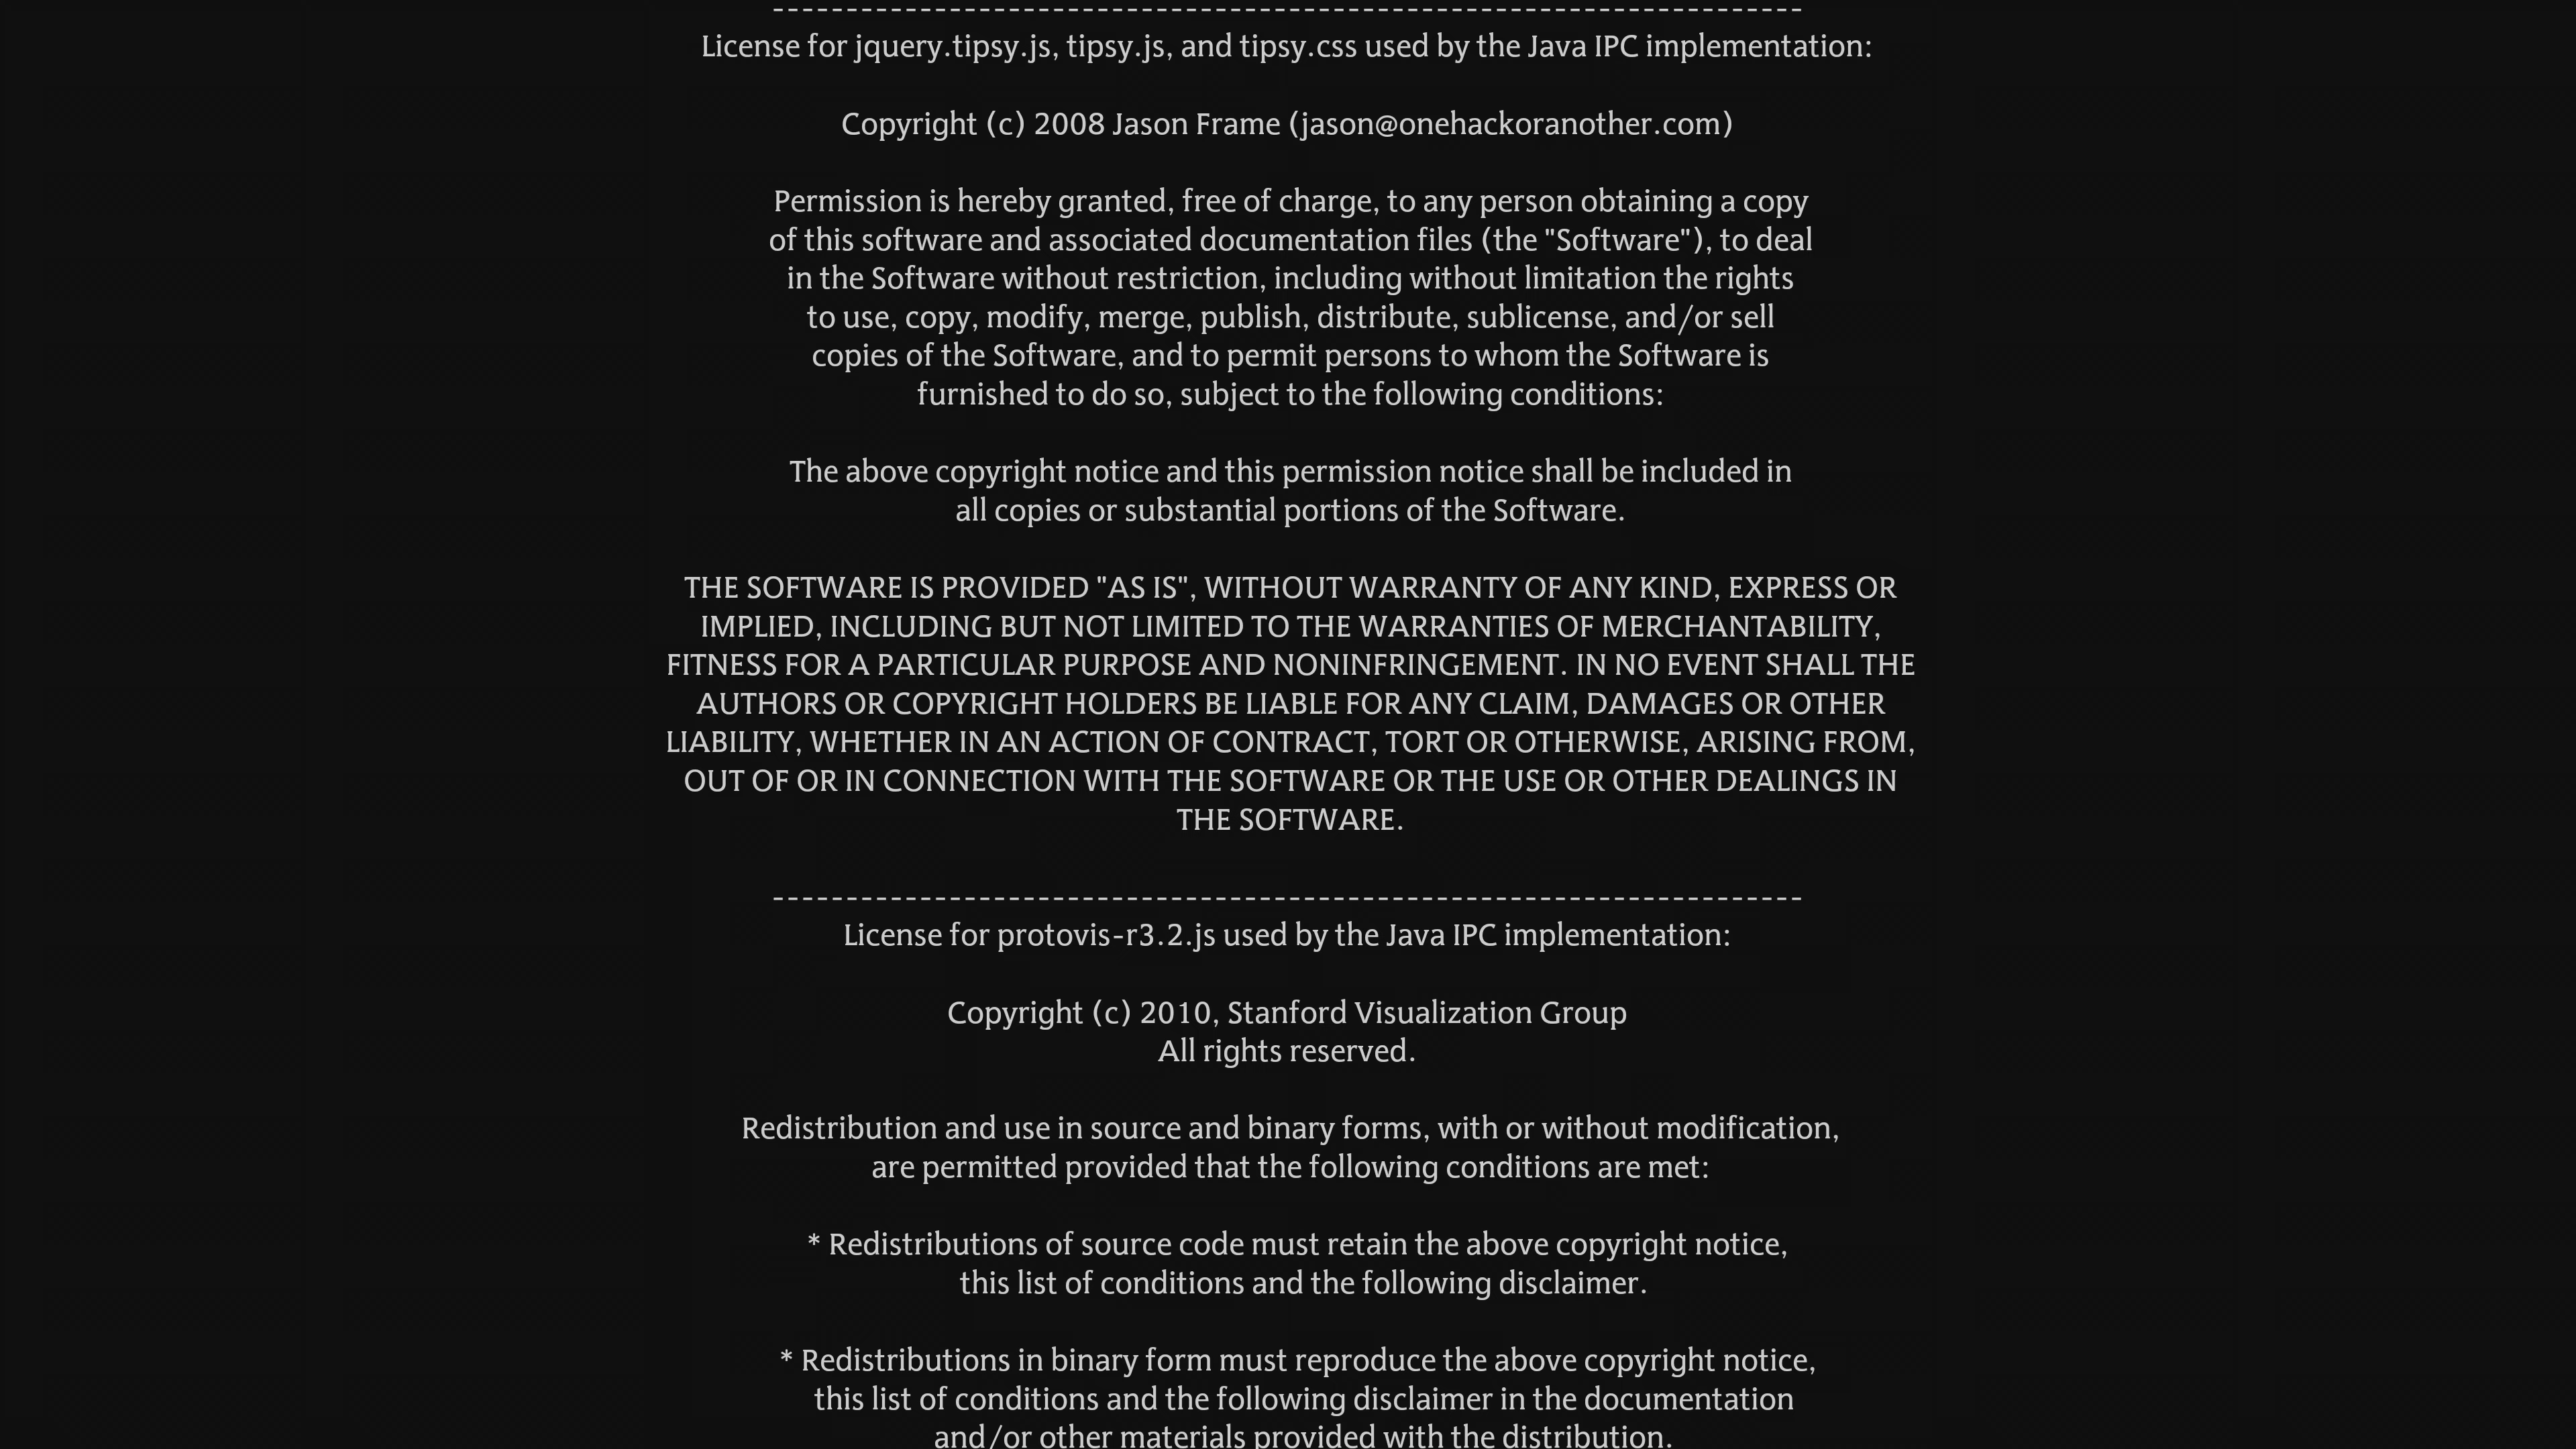 ----------------------------------------------------------------------
License for jquery.tipsy.js, tipsy.js, and tipsy.css used by the Java IPC implementation:
Copyright (c) 2008 Jason Frame (jason@onehackoranother.com)
Permission is hereby granted, free of charge, to any person obtaining a copy
of this software and associated documentation files (the "Software"), to deal
in the Software without restriction, including without limitation the rights
to use, copy, modify, merge, publish, distribute, sublicense, and/or sell
copies of the Software, and to permit persons to whom the Software is
furnished to do so, subject to the following conditions:
The above copyright notice and this permission notice shall be included in
all copies or substantial portions of the Software.
THE SOFTWARE IS PROVIDED "AS IS", WITHOUT WARRANTY OF ANY KIND, EXPRESS OR
IMPLIED, INCLUDING BUT NOT LIMITED TO THE WARRANTIES OF MERCHANTABILITY,
FITNESS FOR A PARTICULAR PURPOSE AND NONINFRINGEMENT. IN NO EVENT SHALL THE
AUTHORS OR COPYRIGHT HOLDERS BE LIABLE FOR ANY CLAIM, DAMAGES OR OTHER
LIABILITY, WHETHER IN AN ACTION OF CONTRACT, TORT OR OTHERWISE, ARISING FROM,
OUT OF OR IN CONNECTION WITH THE SOFTWARE OR THE USE OR OTHER DEALINGS IN
THE SOFTWARE.
----------------------------------------------------------------------
License for protovis-r3.2.js used by the Java IPC implementation:
Copyright (c) 2010, Stanford Visualization Group
All rights reserved.
Redistribution and use in source and binary forms, with or without modification,
are permitted provided that the following conditions are met:
* Redistributions of source code must retain the above copyright notice,
this list of conditions and the following disclaimer.
* Redistributions in binary form must reproduce the above copyright notice,
this list of conditions and the following disclaimer in the documentation
and/or other materials provided with the distribution.